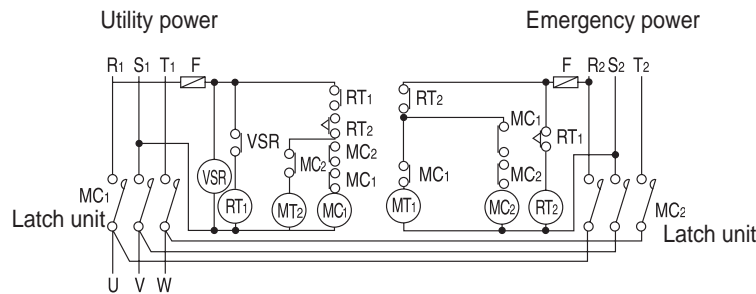 Utility power
Emergency power
R1 S1 T1 F
F R2 S2 T2
RT1
RT2
MC1
RT2
RT1
VSR
MC2
MC2
MC1
MC1
MC2
VSR
RT1
MT2
MC1
MT1
MC2
RT2
MC1
Latch unit
MC2
Latch unit
U V W